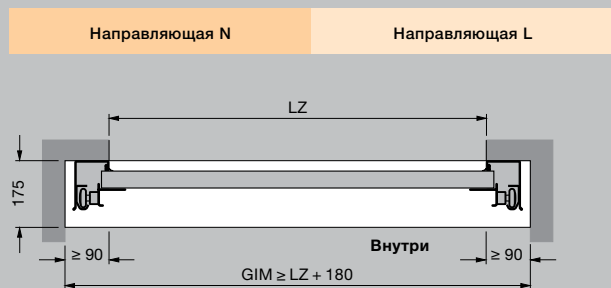 Направляющая N
Направляющая L
LZ
175
Внутри
≥ 90
≥ 90
GIM ≥ LZ + 180